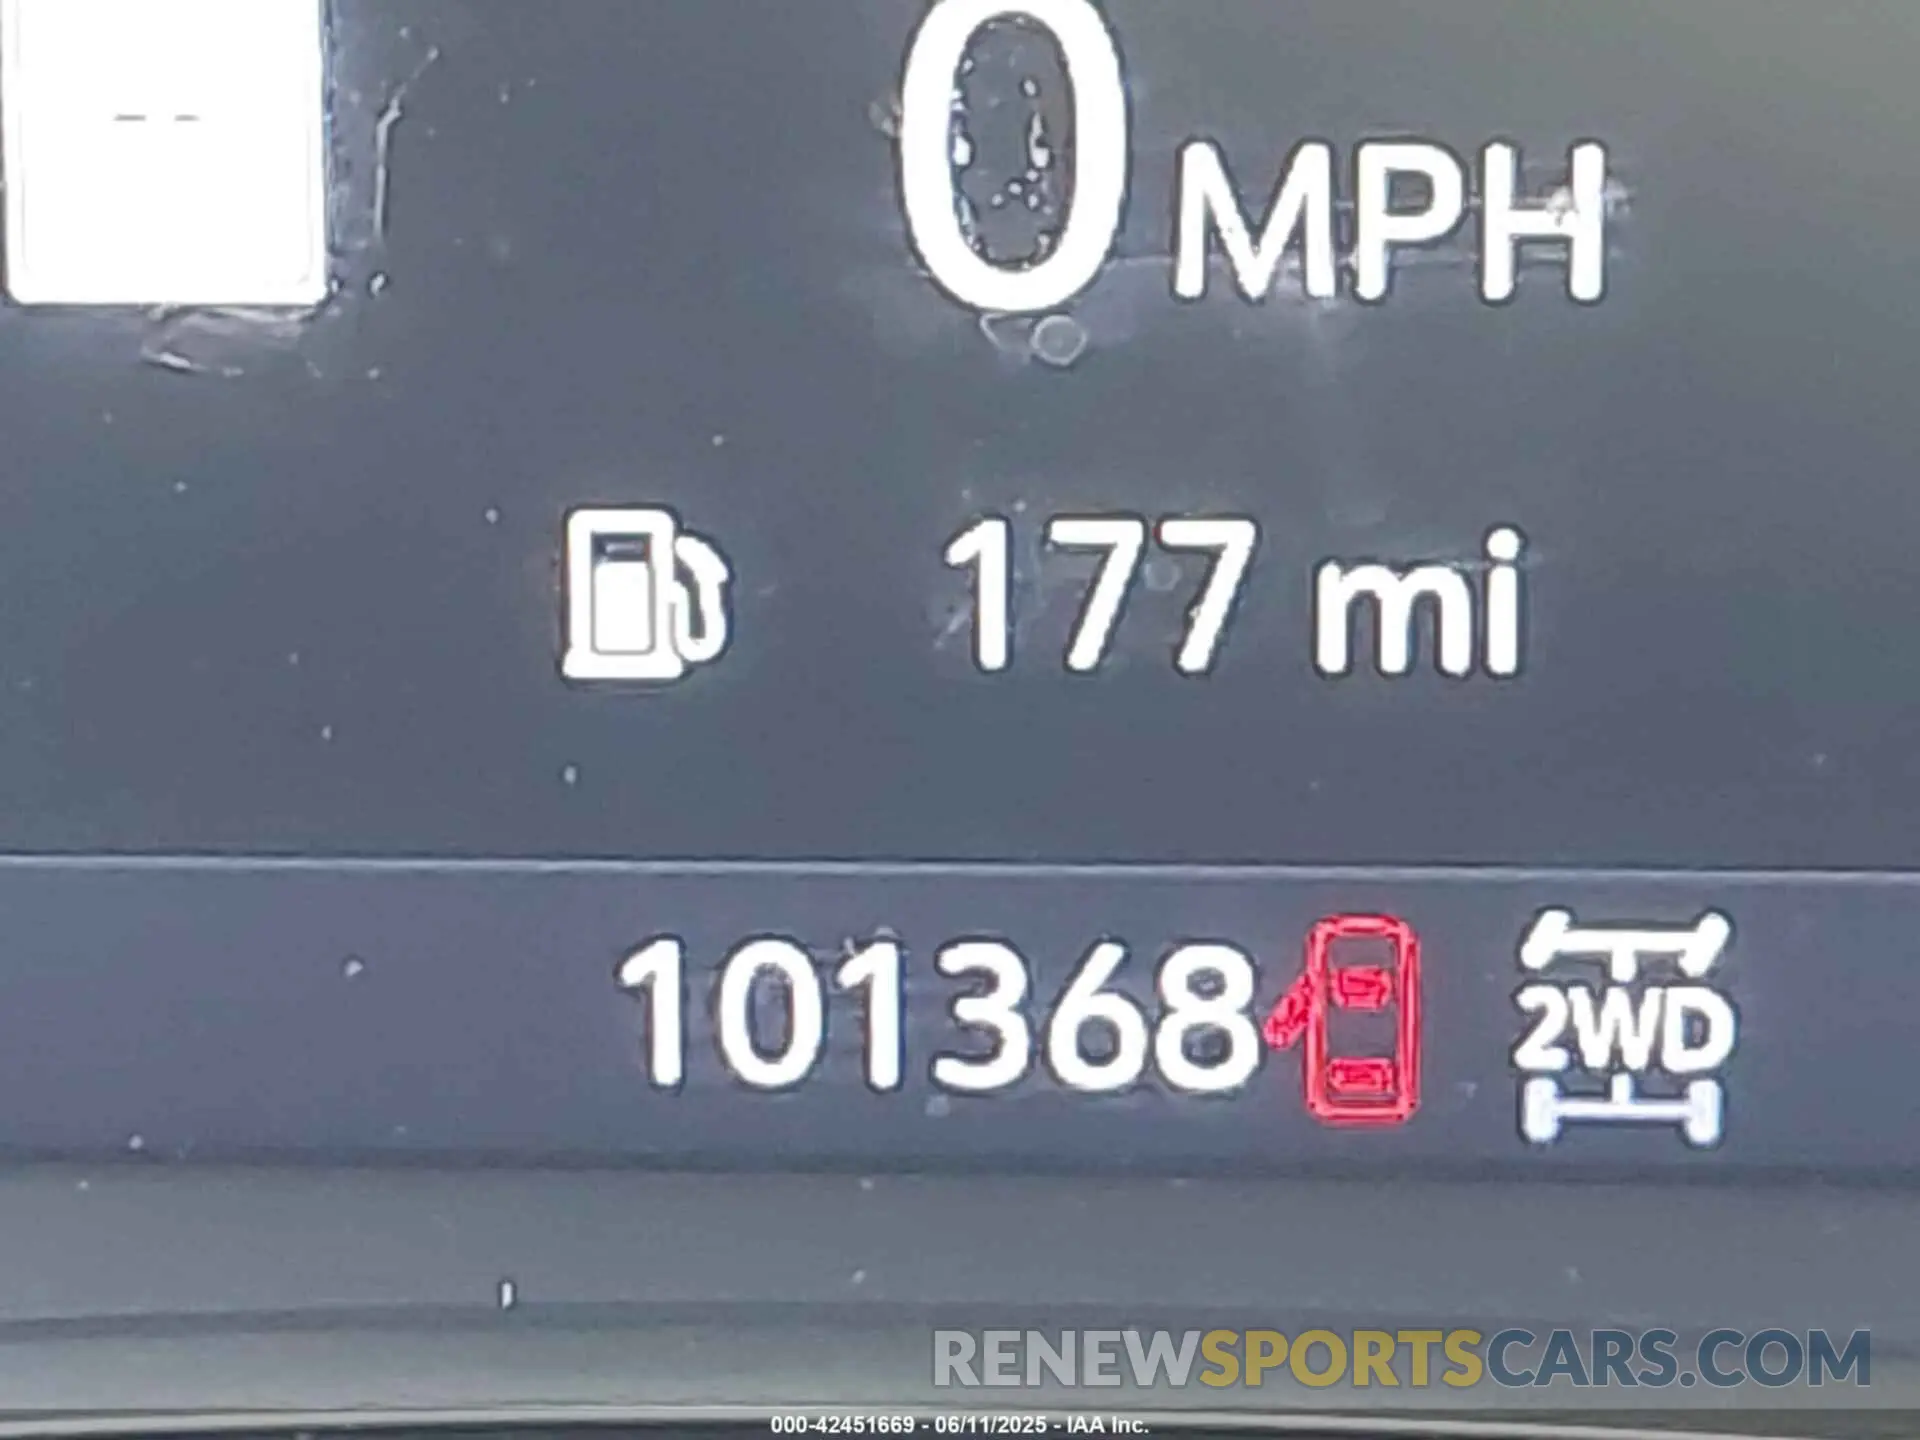 0 MPH
177 mi
101368
2WD
RENEWSPORTSCARS.COM
000-42451669 - 06/11/2025 - IAA Inc.